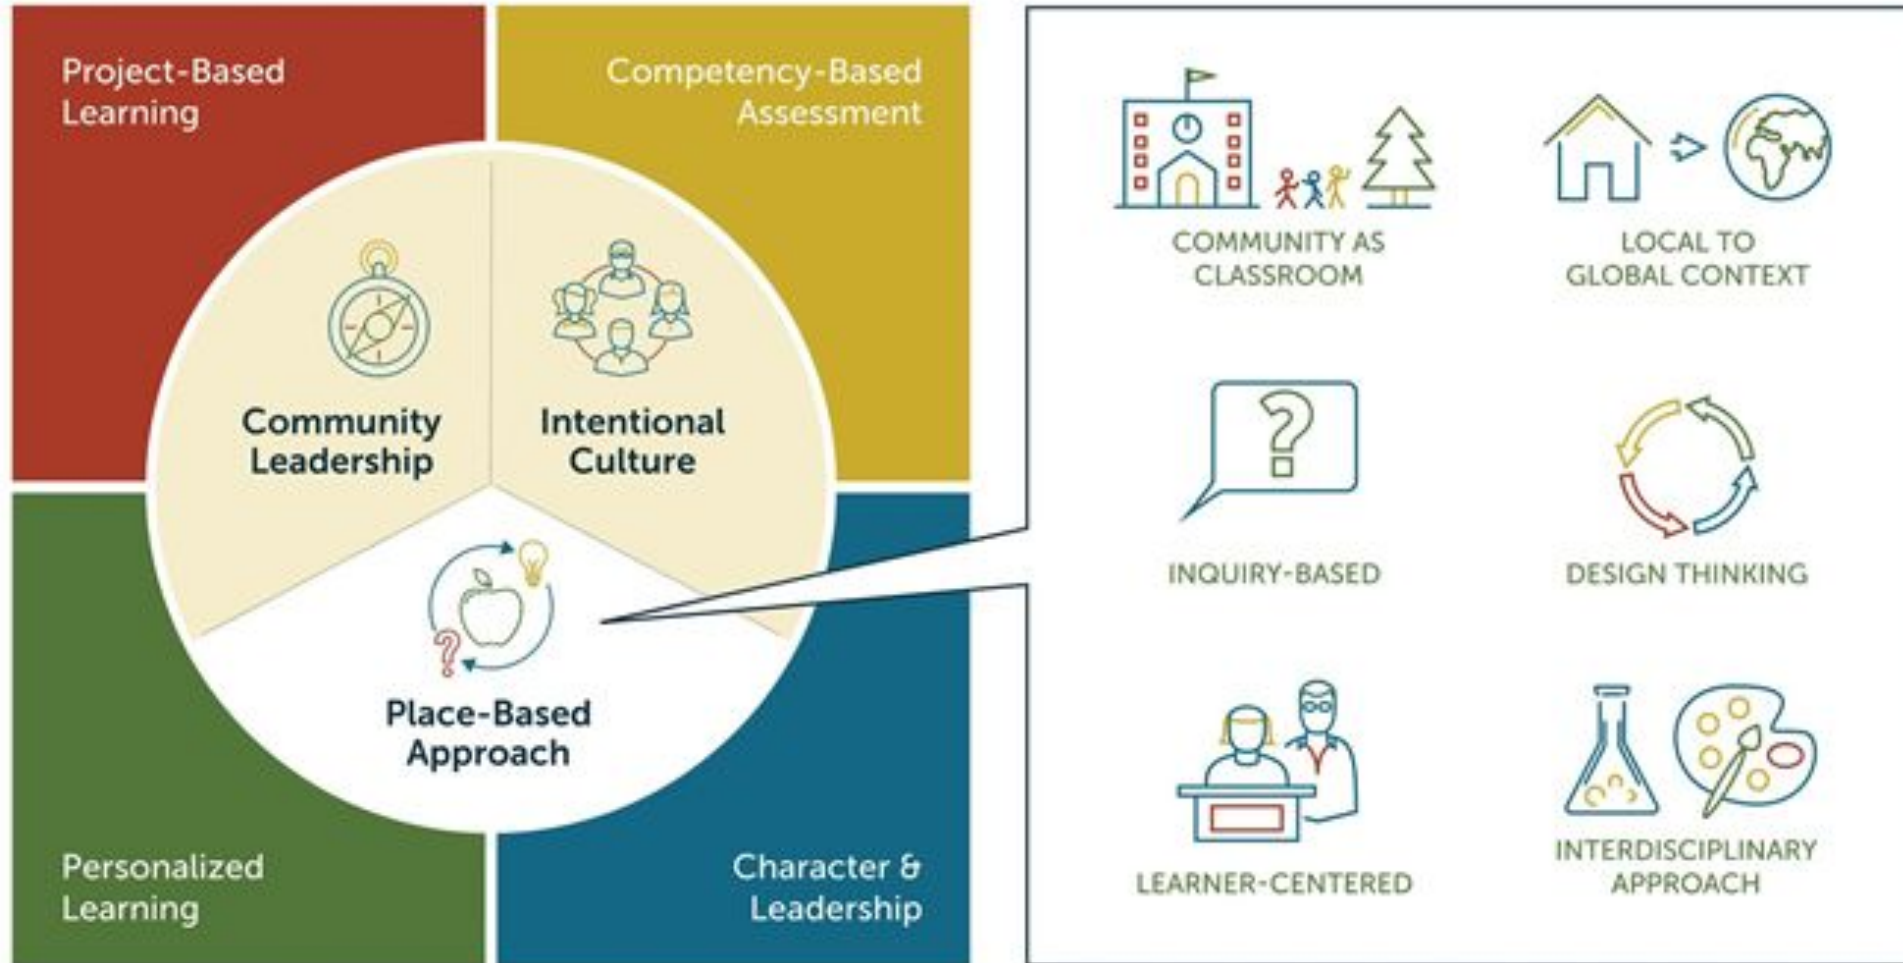 Project-Based
Learning
Competency-Based
Assessment
Community
Leadership
Intentional
Culture
Place-Based
Approach
Personalized
Learning
Character &
Leadership
COMMUNITY AS
CLASSROOM
LOCAL TO
GLOBAL CONTEXT
INQUIRY-BASED
DESIGN THINKING
LEARNER-CENTERED
INTERDISCIPLINARY
APPROACH